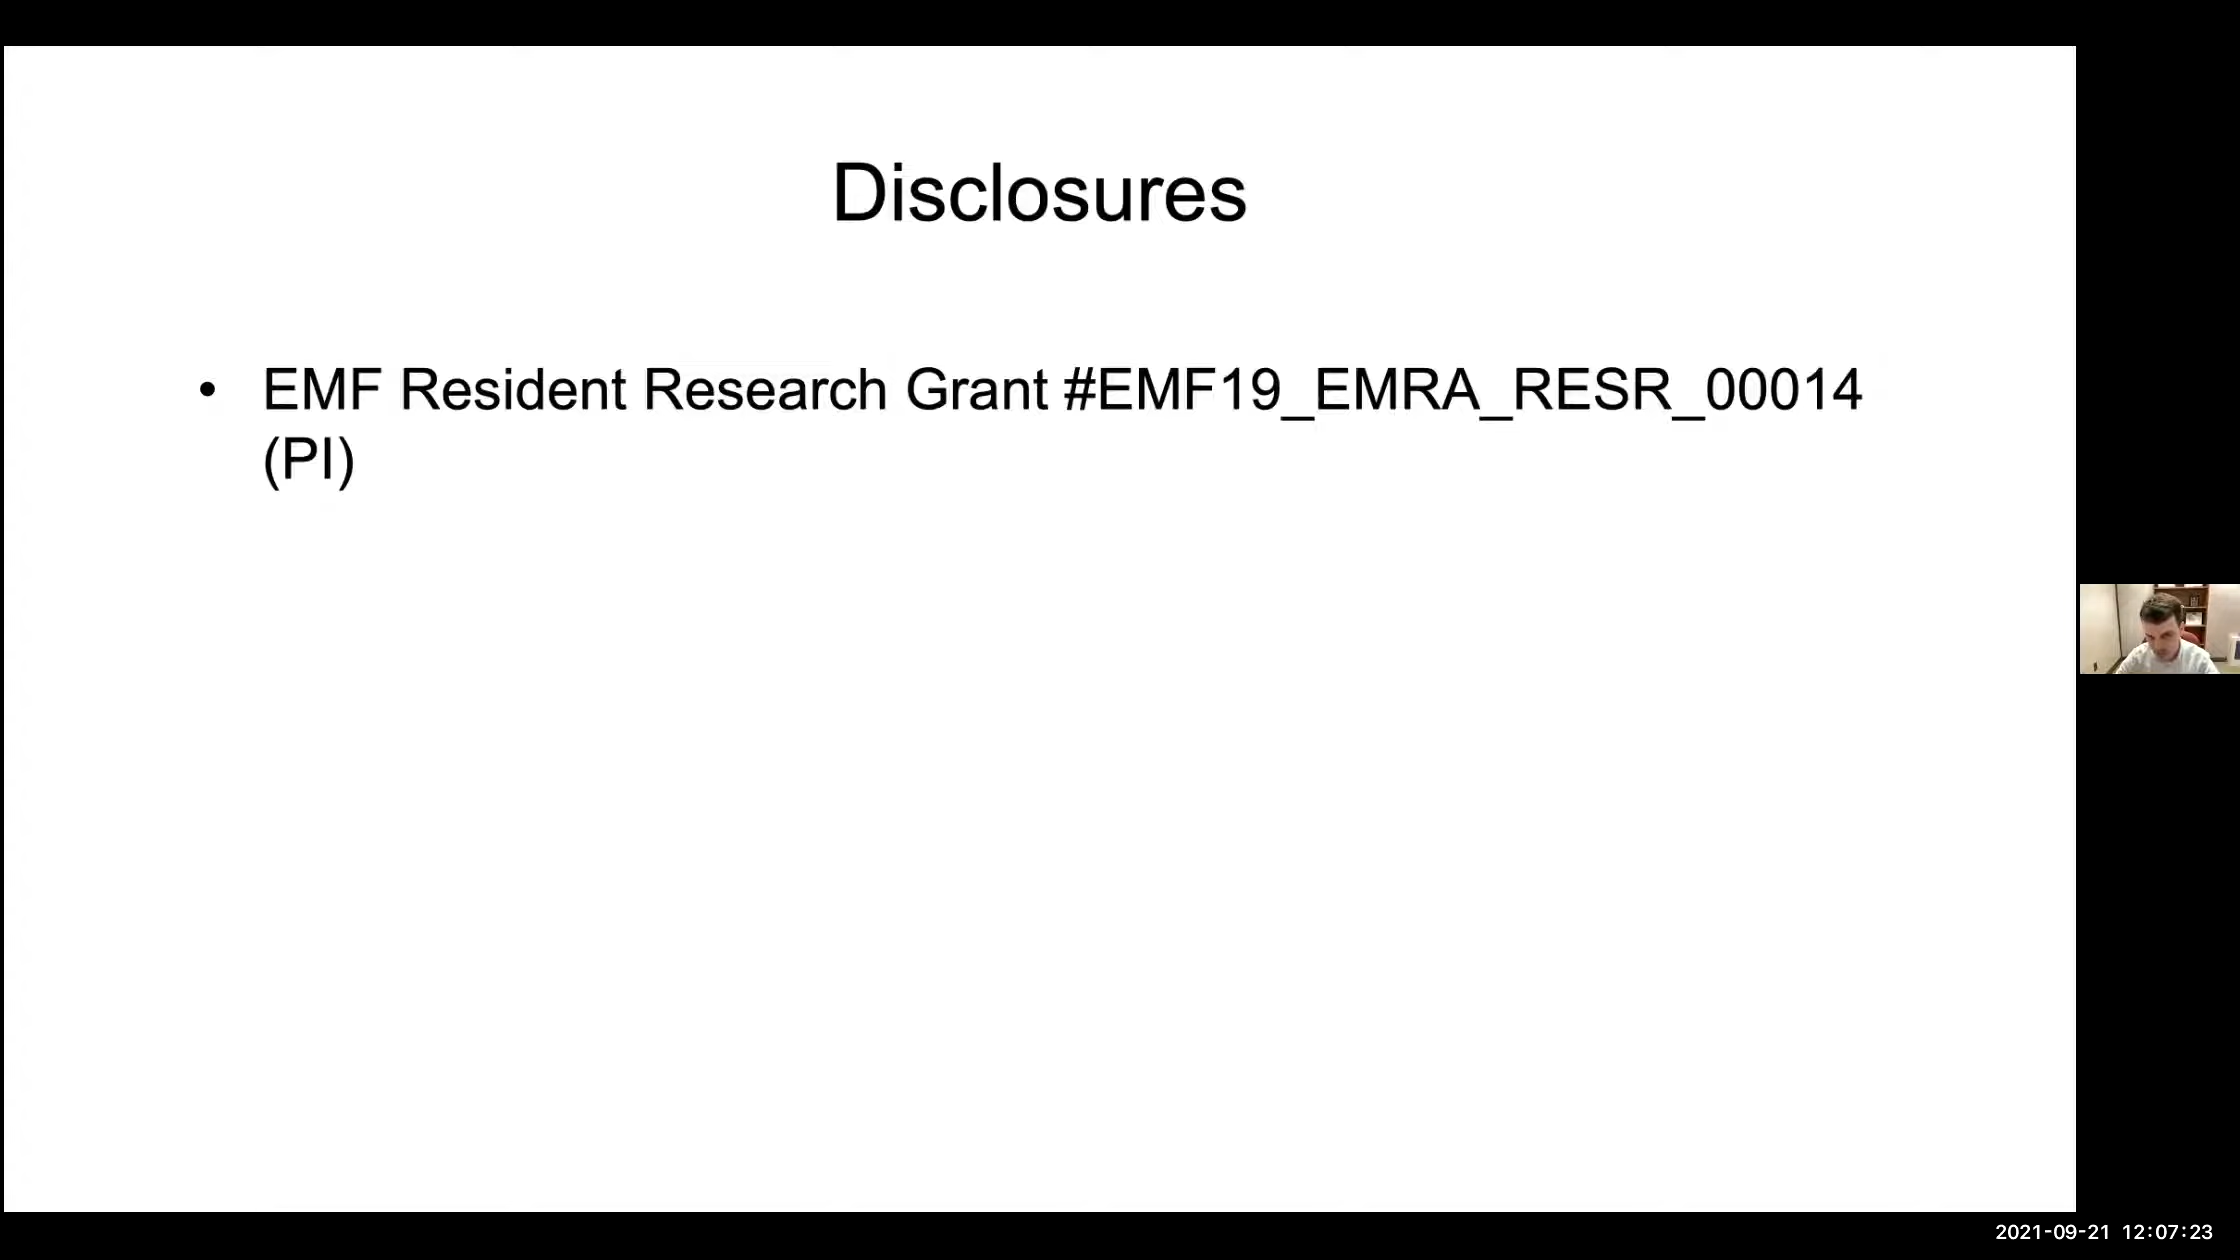 Disclosures
• EMF Resident Research Grant #EMF19_EMRA_RESR_00014
(PI)
2021-09-21 12:07:23